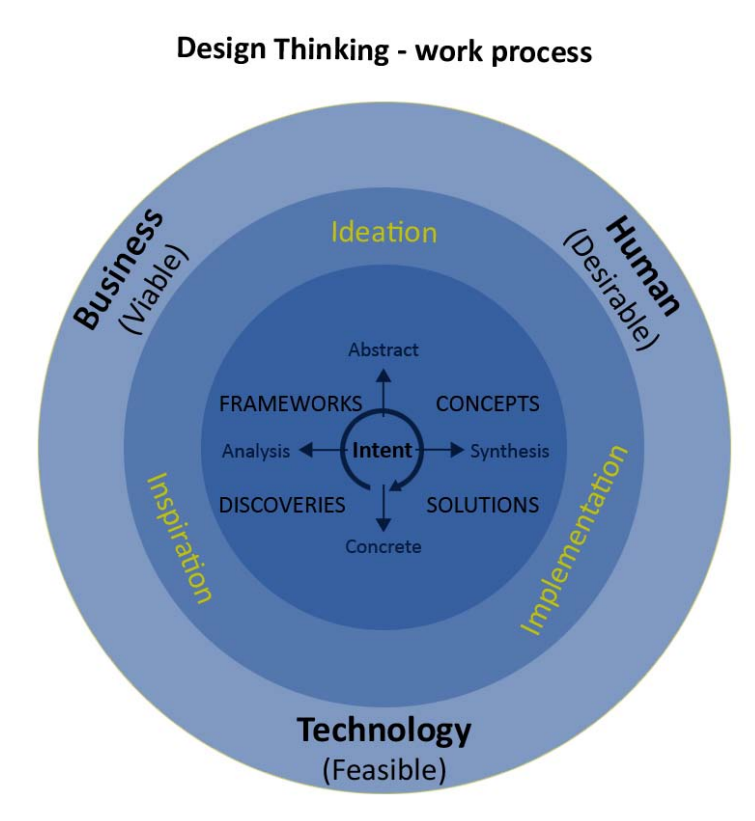 Design Thinking - work process
Business
(Viable)
Human
(Desirable)
Ideation
Abstract
FRAMEWORKS
CONCEPTS
Analysis
Intent
Synthesis
DISCOVERIES
SOLUTIONS
Concrete
Inspiration
Implementation
Technology
(Feasible)